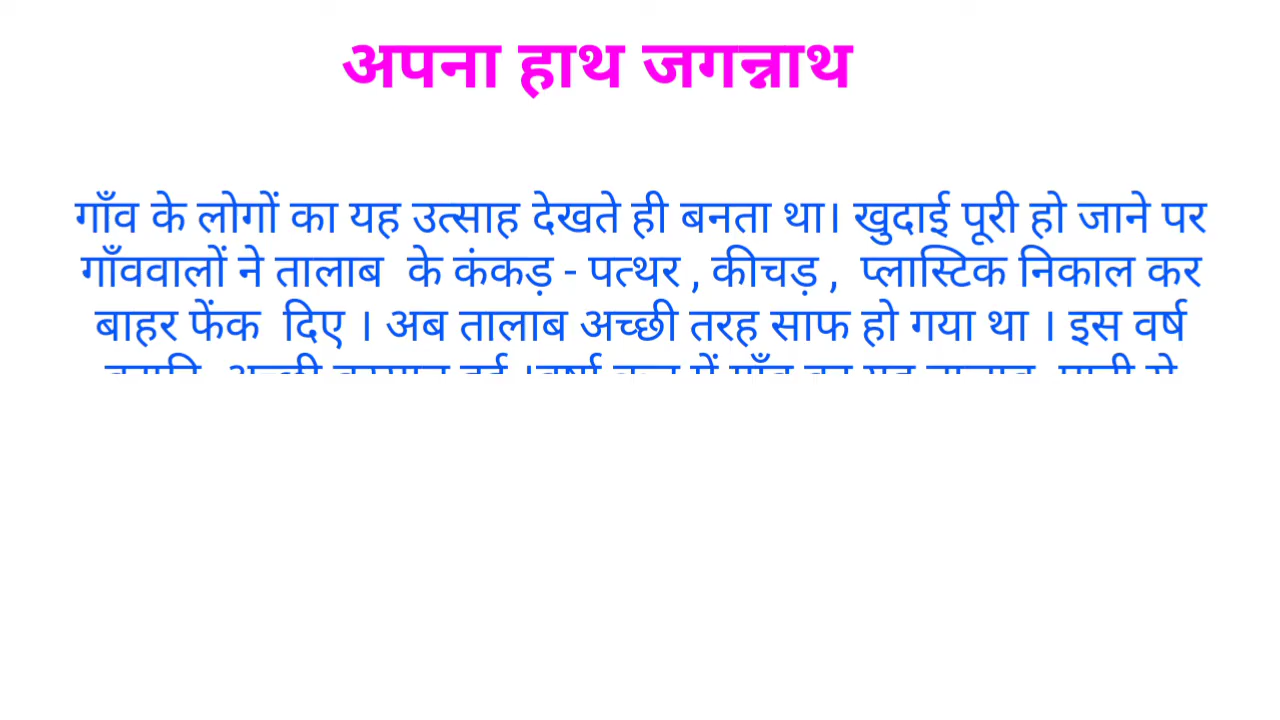 अपना हाथ जगन्नाथ
गाँव के लोगों का यह उत्साह देखते ही बनता था। खुदाई पूरी हो जाने पर
गाँववालों ने तालाब के कंकड़ - पत्थर , कीचड़ , प्लास्टिक निकाल कर
बाहर फेंक दिए । अब तालाब अच्छी तरह साफ हो गया था । इस वर्ष